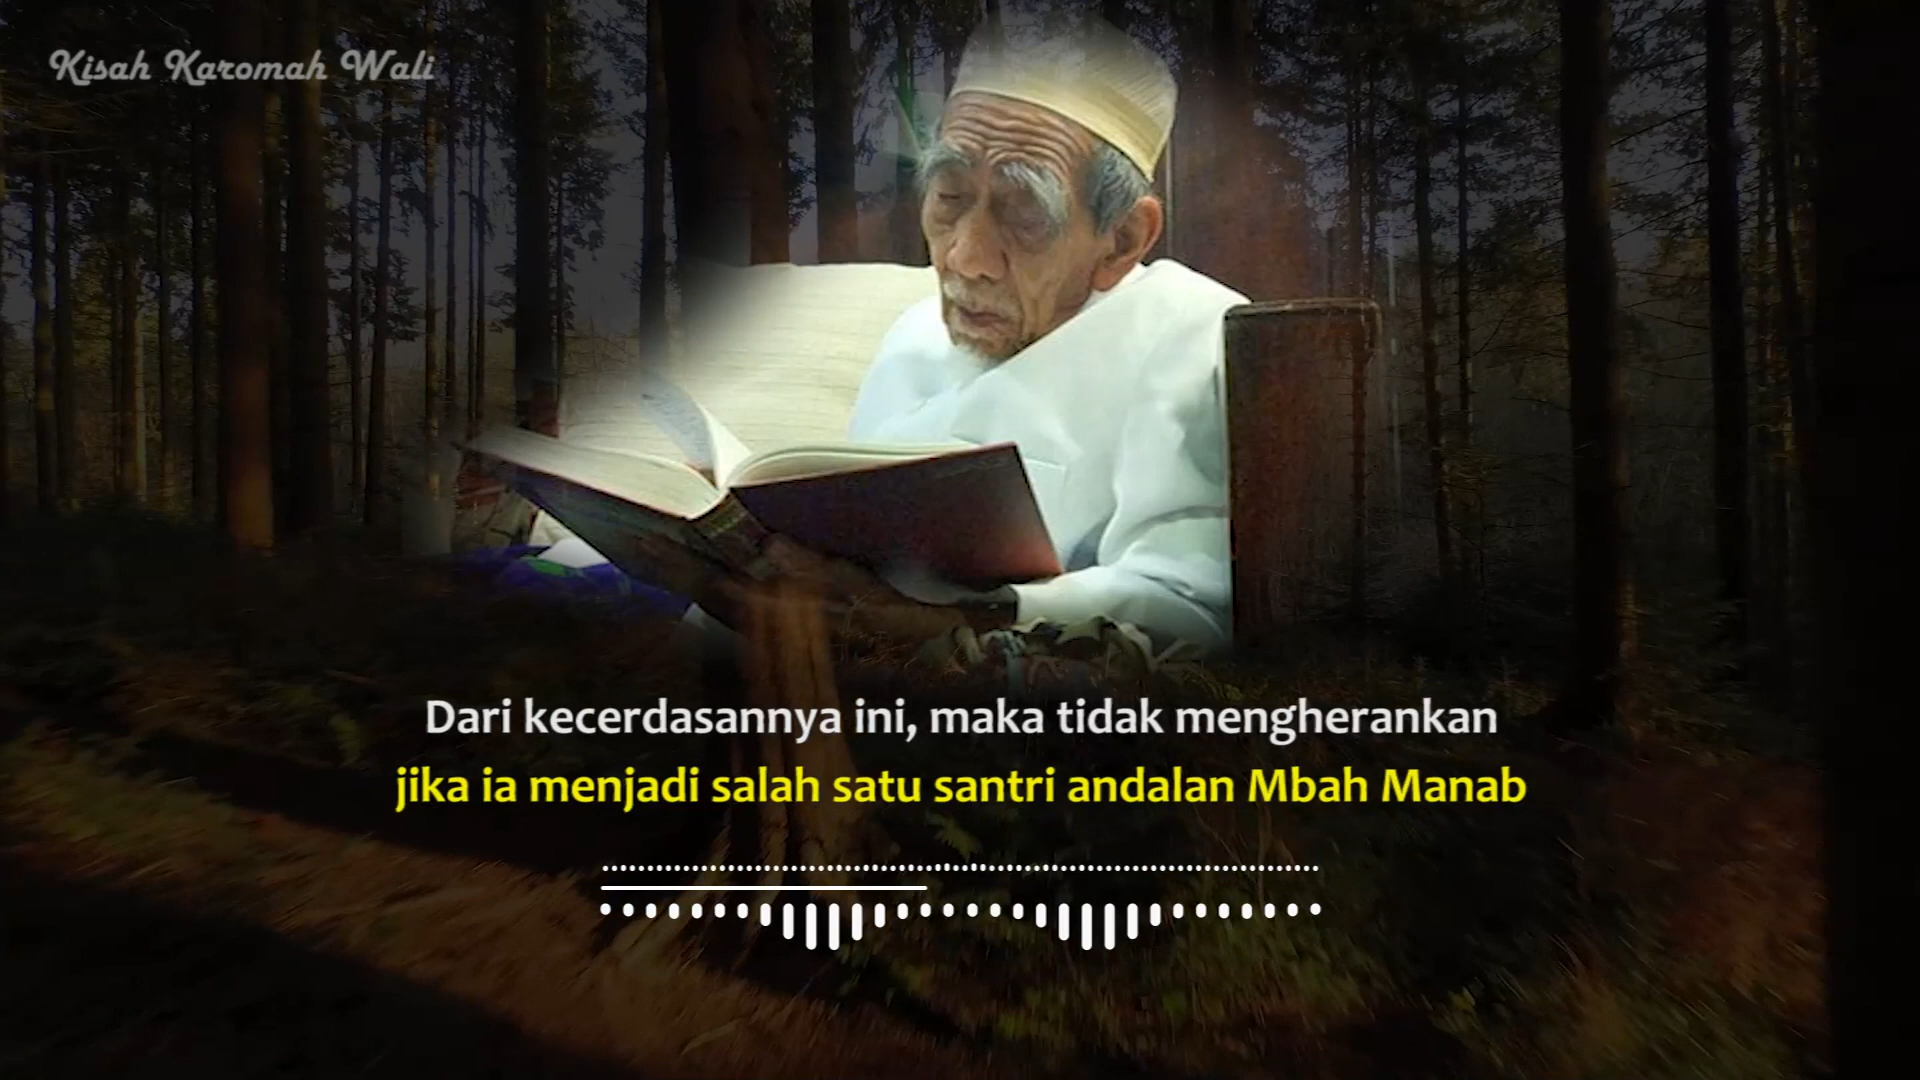 Kisah Karomah Wali
Dari kecerdasannya ini, maka tidak mengherankan
jika ia menjadi salah satu santri andalan Mbah Manab